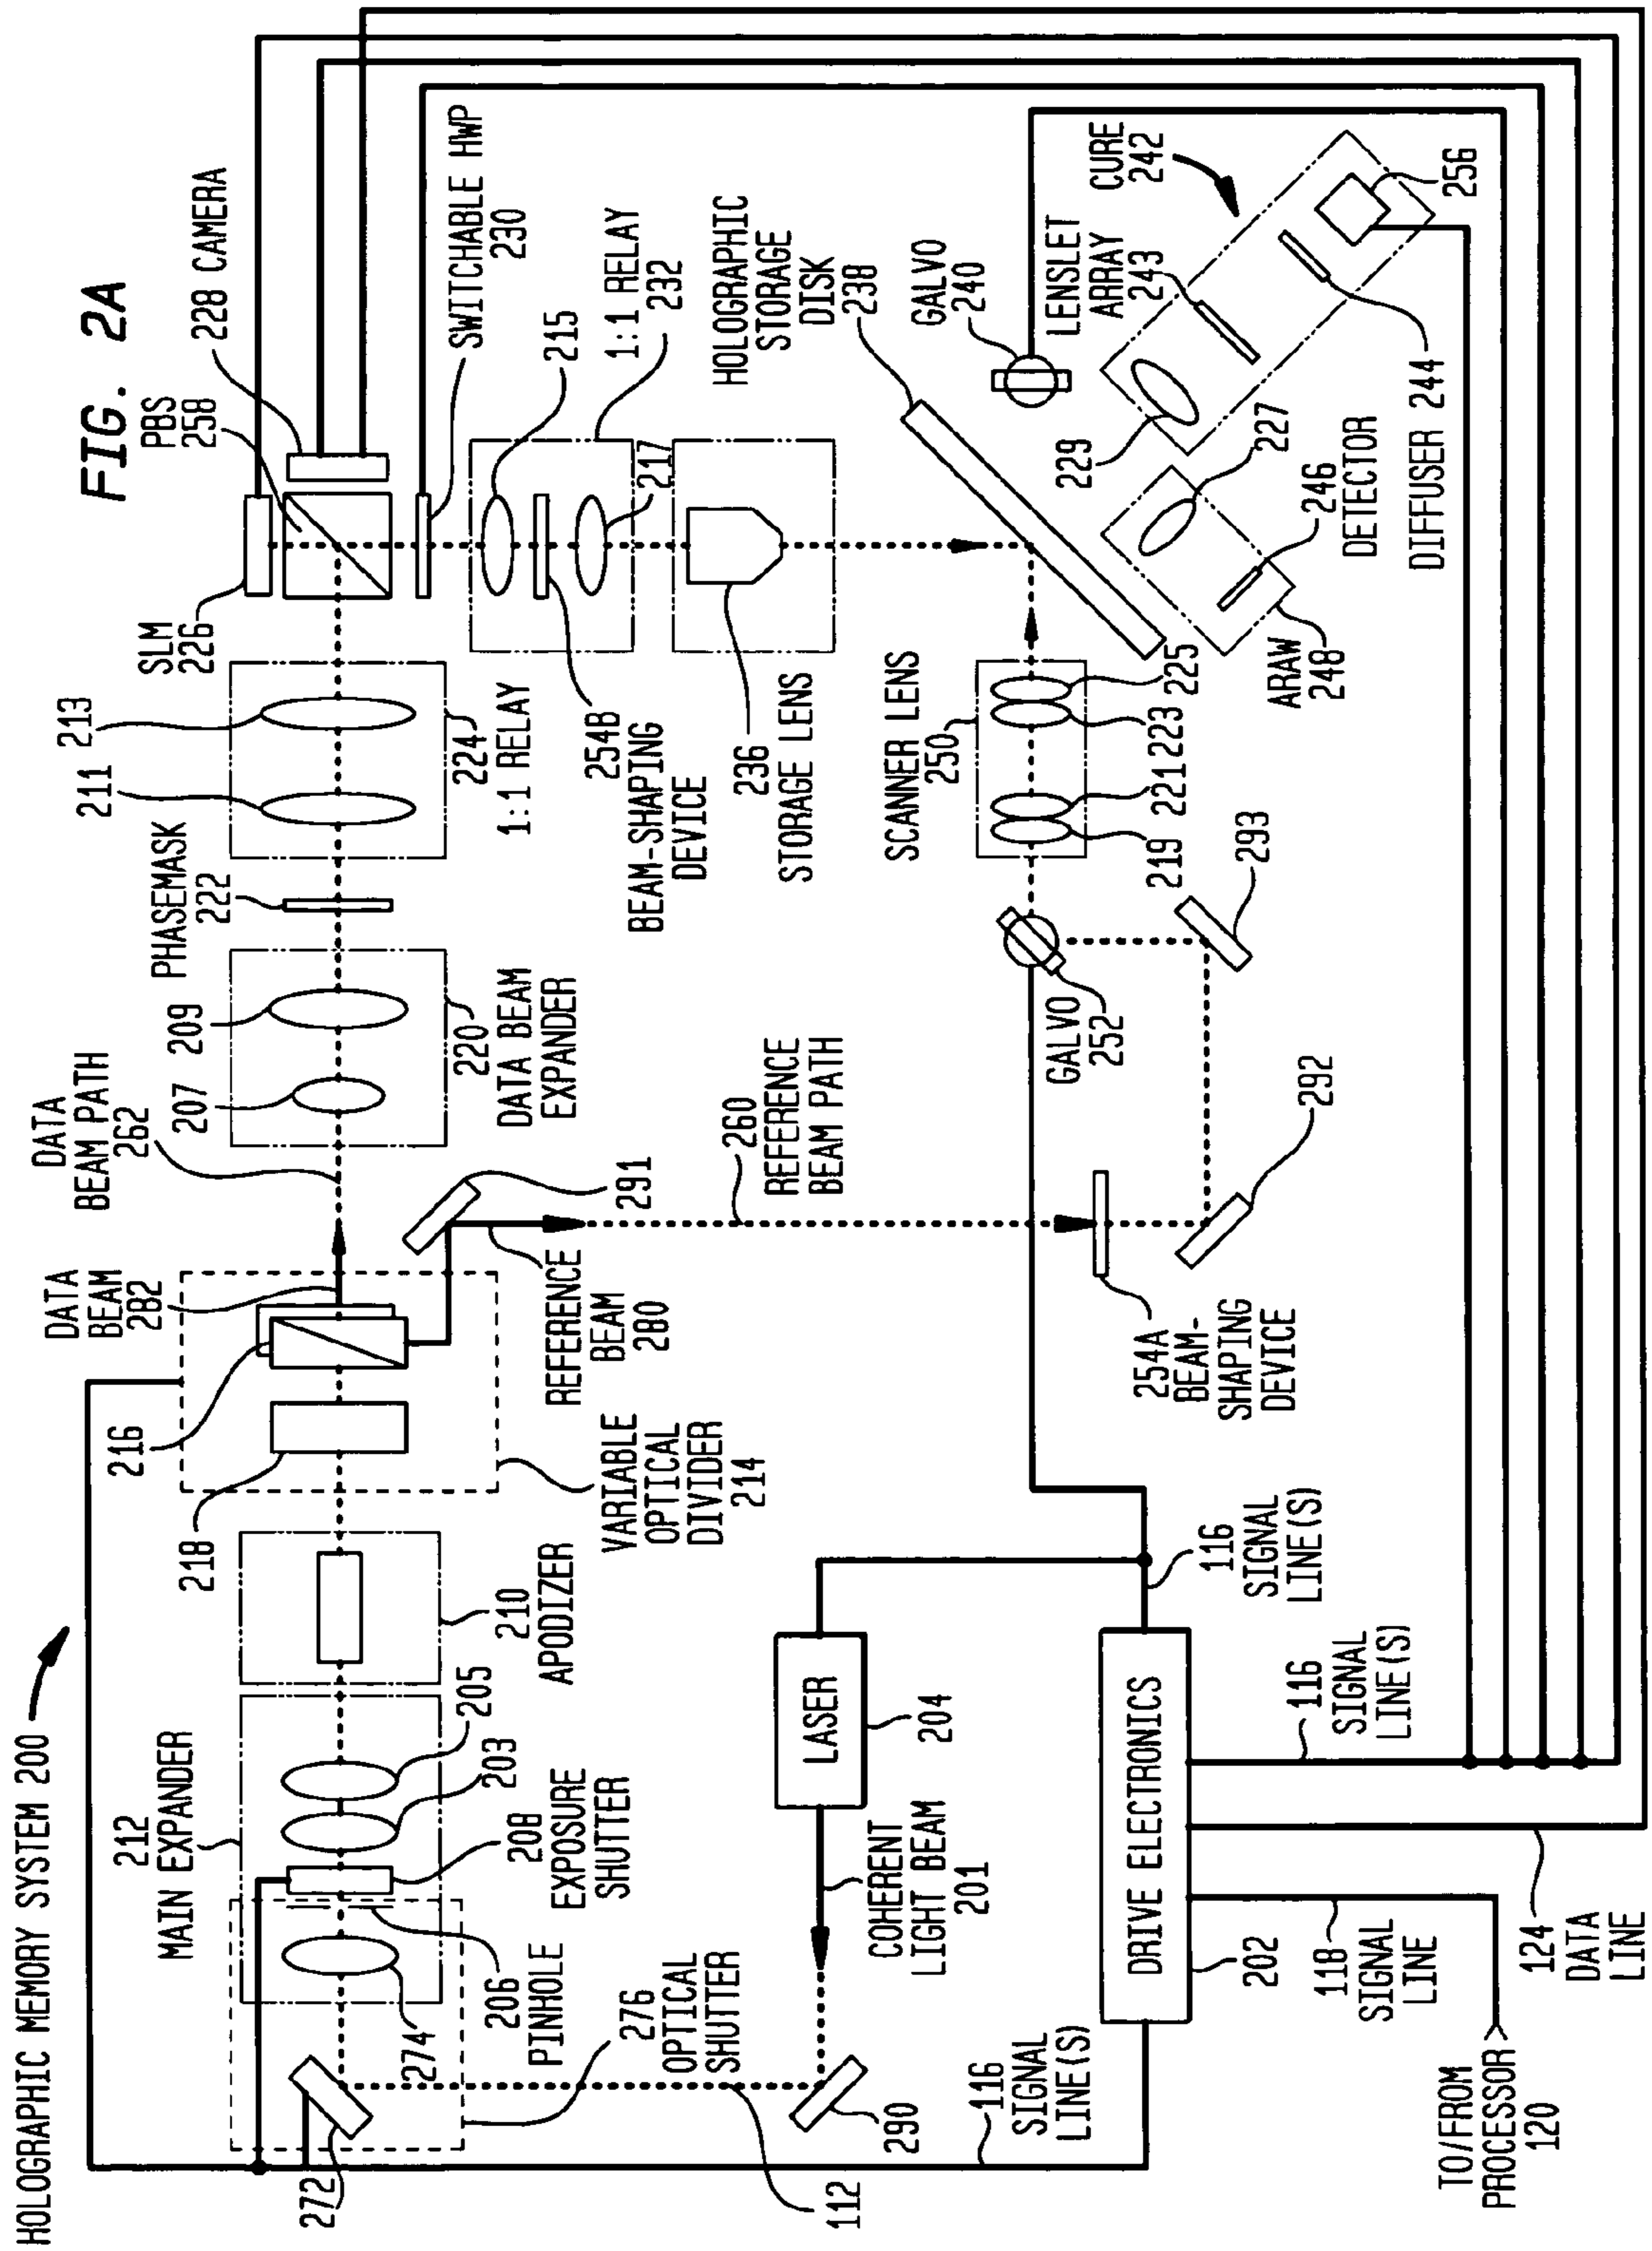 FIG. 2A
HOLOGRAPHIC MEMORY SYSTEM 200
212
MAIN EXPANDER
272
274
206
PINHOLE
276
OPTICAL
SHUTTER
208
EXPOSURE
SHUTTER
203
205
210
APODIZER
218
216
VARIABLE
OPTICAL
DIVIDER
214
DATA
BEAM
282
DATA
BEAM PATH
262
REFERENCE
BEAM
280
291
207
209
220
DATA BEAM
EXPANDER
PHASEMASK
222
211
213
224
1:1 RELAY
SLM
226
PBS
258
228 CAMERA
SWITCHABLE HWP
230
215
1:1 RELAY
232
217
254B
BEAM-SHAPING
DEVICE
236
STORAGE LENS
HOLOGRAPHIC
STORAGE
DISK
238
GALVO
240
LENSLET
ARRAY
243
CURE
242
256
229
227
246
DETECTOR
DIFFUSER 244
ARAW
248
SCANNER LENS
250
219
221
223
225
293
GALVO
252
292
260
REFERENCE
BEAM PATH
254A
BEAM-
SHAPING
DEVICE
112
290
COHERENT
LIGHT BEAM
201
LASER
204
116
SIGNAL
LINE(S)
116
SIGNAL
LINE(S)
DRIVE ELECTRONICS
202
116
SIGNAL
LINE(S)
118
SIGNAL
LINE
124
DATA
LINE
TO/FROM
PROCESSOR
120